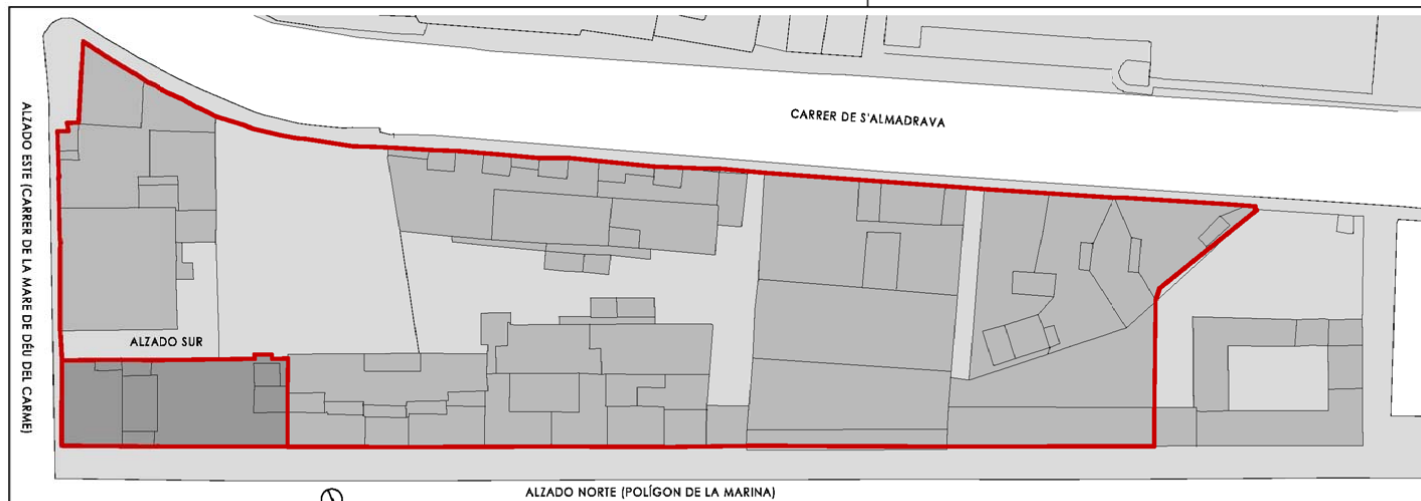 CARRER DE S'ALMADRAVA
ALZADO ESTE (CARRER DE LA MARE DE DÉU DEL CARME)
ALZADO SUR
ALZADO NORTE (POLÍGON DE LA MARINA)